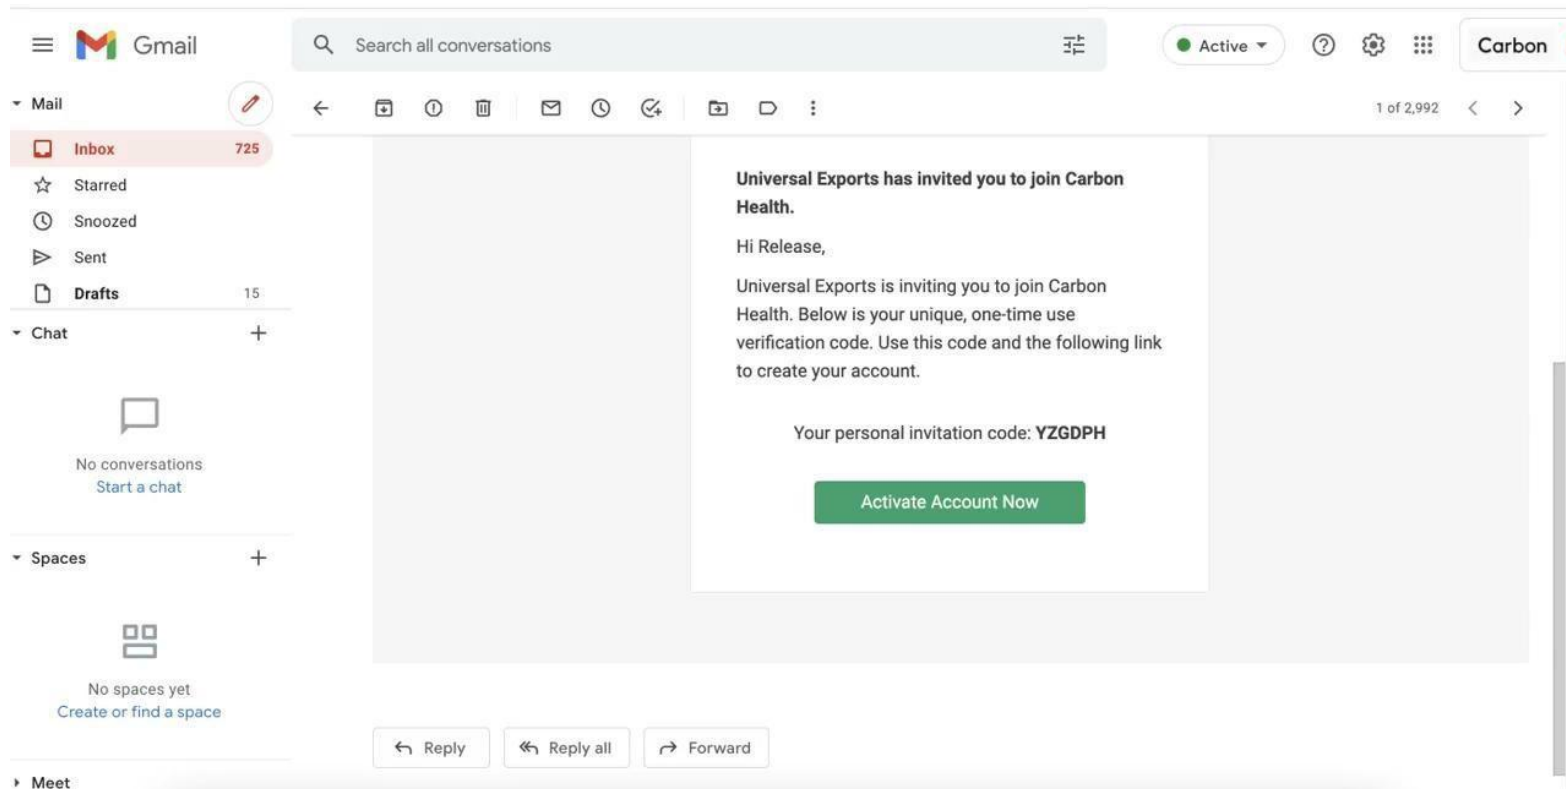 Gmail
Search all conversations
Active
Carbon
Mail
1 of 2,992
Inbox 725
Starred
Snoozed
Sent
Drafts 15
Chat
No conversations
Start a chat
Spaces
No spaces yet
Create or find a space
Meet
Universal Exports has invited you to join Carbon
Health.
Hi Release,
Universal Exports is inviting you to join Carbon
Health. Below is your unique, one-time use
verification code. Use this code and the following link
to create your account.
Your personal invitation code: YZGDPH
Activate Account Now
Reply
Reply all
Forward